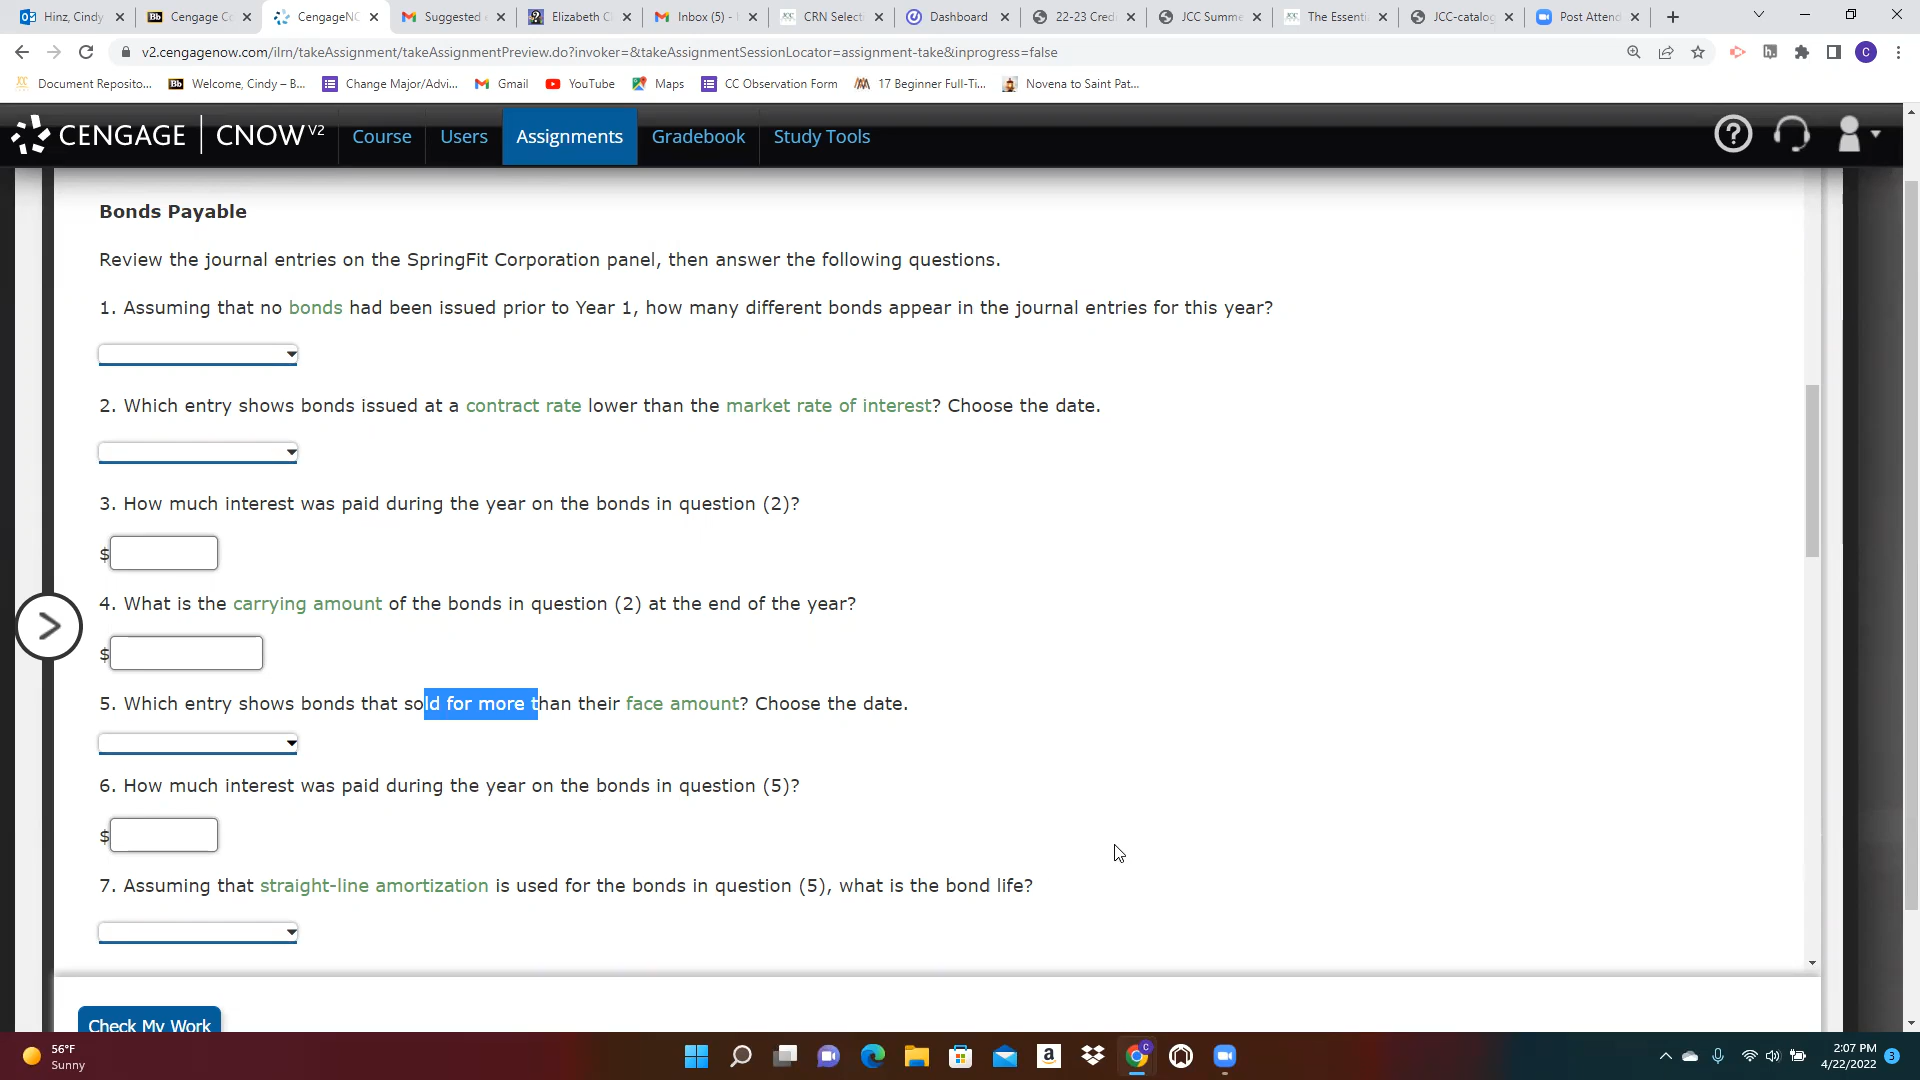 Hinz, Cindy
Cengage C
CengageNC
Suggested
Elizabeth C
Inbox (5) -
CRN Select
Dashboard
22-23 Cred
JCC Summe
The Essenti
JCC-catalog
Post Attend
v2.cengagenow.com/ilrn/takeAssignment/takeAssignmentPreview.do?invoker=&takeAssignmentSessionLocator=assignment-take&inprogress=false
Document Reposito...
Welcome, Cindy – B...
Change Major/Advi...
Gmail
YouTube
Maps
CC Observation Form
17 Beginner Full-Ti...
Novena to Saint Pat...
CENGAGE | CNOWV2 Course Users Assignments Gradebook Study Tools
Bonds Payable
Review the journal entries on the SpringFit Corporation panel, then answer the following questions.
1. Assuming that no bonds had been issued prior to Year 1, how many different bonds appear in the journal entries for this year?
2. Which entry shows bonds issued at a contract rate lower than the market rate of interest? Choose the date.
3. How much interest was paid during the year on the bonds in question (2)?
$
4. What is the carrying amount of the bonds in question (2) at the end of the year?
$
5. Which entry shows bonds that sold for more than their face amount? Choose the date.
6. How much interest was paid during the year on the bonds in question (5)?
$
7. Assuming that straight-line amortization is used for the bonds in question (5), what is the bond life?
Check My Work
56°F
Sunny
2:07 PM
4/22/2022
3